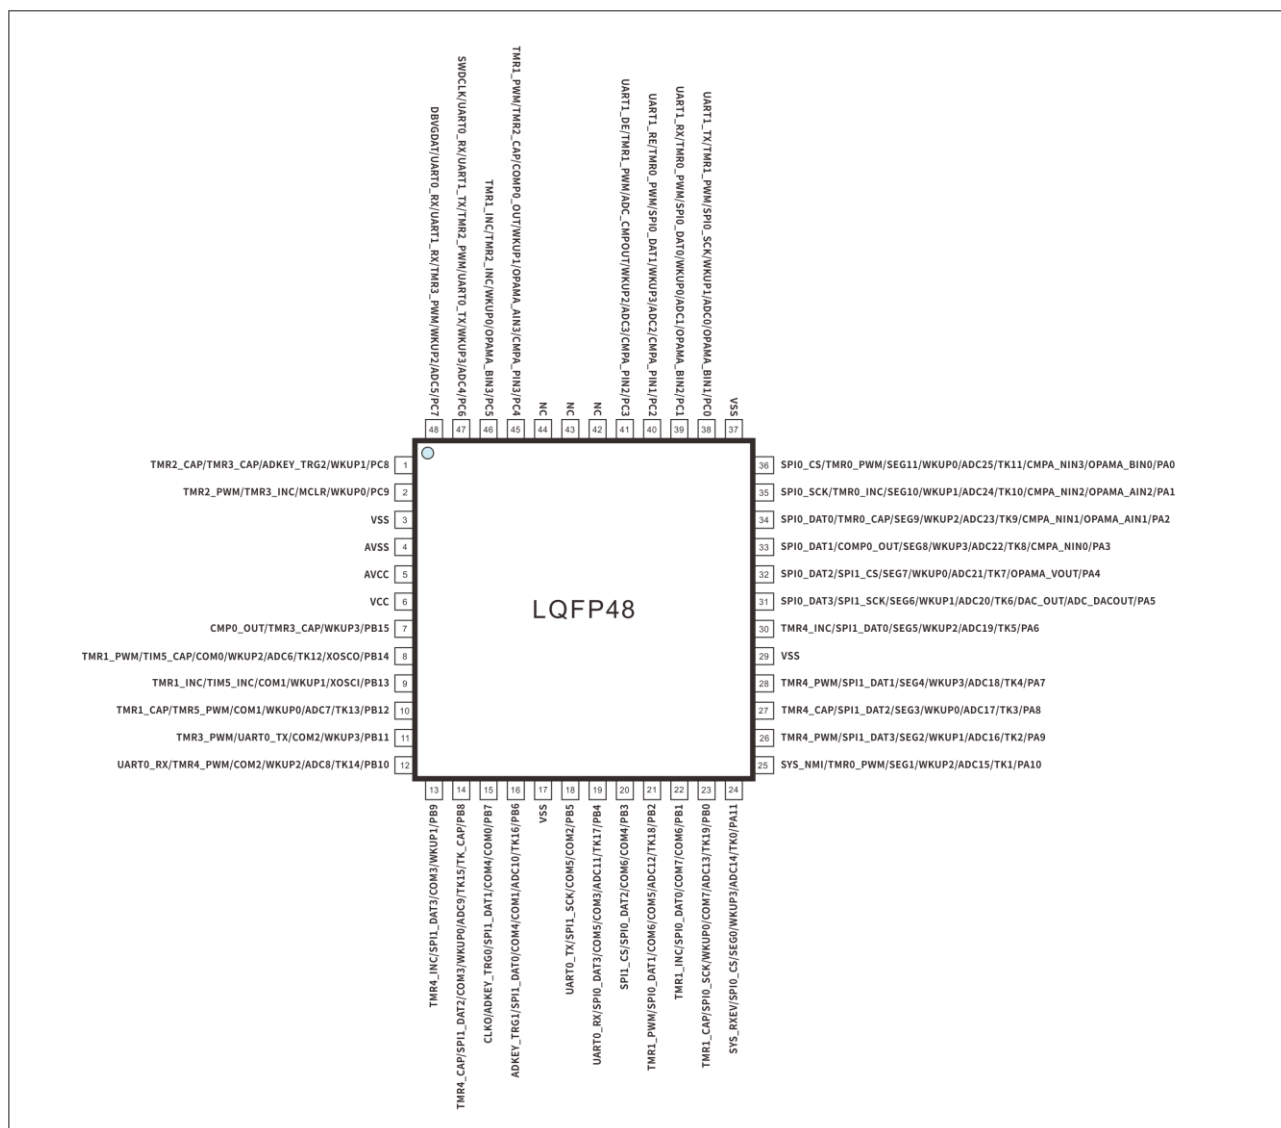 TMR1_PWM/TMR2_CAP/COMP0_OUT/WKUP1/OPAMA_AIN3/CMPA_PIN3/PC4
SWDCLK/UART0_RX/UART1_TX/TMR2_PWM/UART0_TX/WKUP3/ADC4/PC6
DBVGDAT/UART0_RX/UART1_RX/TMR3_PWM/WKUP2/ADC5/PC7
TMR1_INC/TMR2_INC/WKUP0/OPAMA_BIN3/PC5
UART1_DE/TMR1_PWM/ADC_CMPOUT/WKUP2/ADC3/CMPA_PIN2/PC3
UART1_RE/TMR0_PWM/SPI0_DAT1/WKUP3/ADC2/CMPA_PIN1/PC2
UART1_RX/TMR0_PWM/SPI0_DAT0/WKUP0/ADC1/OPAMA_BIN2/PC1
UART1_TX/TMR1_PWM/SPI0_SCK/WKUP1/ADC0/OPAMA_BIN1/PC0
NC
NC
NC
VSS
48 47 46 45 44 43 42 41 40 39 38 37
TMR2_CAP/TMR3_CAP/ADKEY_TRG2/WKUP1/PC8 1
TMR2_PWM/TMR3_INC/MCLR/WKUP0/PC9 2
VSS 3
AVSS 4
AVCC 5
VCC 6
CMP0_OUT/TMR3_CAP/WKUP3/PB15 7
TMR1_PWM/TIM5_CAP/COM0/WKUP2/ADC6/TK12/XOSCO/PB14 8
TMR1_INC/TIM5_INC/COM1/WKUP1/XOSCI/PB13 9
TMR1_CAP/TMR5_PWM/COM1/WKUP0/ADC7/TK13/PB12 10
TMR3_PWM/UART0_TX/COM2/WKUP3/PB11 11
UART0_RX/TMR4_PWM/COM2/WKUP2/ADC8/TK14/PB10 12
LQFP48
36 SPI0_CS/TMR0_PWM/SEG11/WKUP0/ADC25/TK11/CMPA_NIN3/OPAMA_BIN0/PA0
35 SPI0_SCK/TMR0_INC/SEG10/WKUP1/ADC24/TK10/CMPA_NIN2/OPAMA_AIN2/PA1
34 SPI0_DAT0/TMR0_CAP/SEG9/WKUP2/ADC23/TK9/CMPA_NIN1/OPAMA_AIN1/PA2
33 SPI0_DAT1/COMP0_OUT/SEG8/WKUP3/ADC22/TK8/CMPA_NIN0/PA3
32 SPI0_DAT2/SPI1_CS/SEG7/WKUP0/ADC21/TK7/OPAMA_VOUT/PA4
31 SPI0_DAT3/SPI1_SCK/SEG6/WKUP1/ADC20/TK6/DAC_OUT/ADC_DACOUT/PA5
30 TMR4_INC/SPI1_DAT0/SEG5/WKUP2/ADC19/TK5/PA6
29 VSS
28 TMR4_PWM/SPI1_DAT1/SEG4/WKUP3/ADC18/TK4/PA7
27 TMR4_CAP/SPI1_DAT2/SEG3/WKUP0/ADC17/TK3/PA8
26 TMR4_PWM/SPI1_DAT3/SEG2/WKUP1/ADC16/TK2/PA9
25 SYS_NMI/TMR0_PWM/SEG1/WKUP2/ADC15/TK1/PA10
13 14 15 16 17 18 19 20 21 22 23 24
TMR4_INC/SPI1_DAT3/COM3/WKUP1/PB9
TMR4_CAP/SPI1_DAT2/COM3/WKUP0/ADC9/TK15/TK_CAP/PB8
CLKO/ADKEY_TRG0/SPI1_DAT1/COM4/COM0/PB7
ADKEY_TRG1/SPI1_DAT0/COM4/COM1/ADC10/TK16/PB6
VSS
UART0_TX/SPI1_SCK/COM5/COM2/PB5
UART0_RX/SPI0_DAT3/COM5/COM3/ADC11/TK17/PB4
SPI1_CS/SPI0_DAT2/COM6/COM4/PB3
TMR1_PWM/SPI0_DAT1/COM6/COM5/ADC12/TK18/PB2
TMR1_INC/SPI0_DAT0/COM7/COM6/PB1
TMR1_CAP/SPI0_SCK/WKUP0/COM7/ADC13/TK19/PB0
SYS_RXEV/SPI0_CS/SEG0/WKUP3/ADC14/TK0/PA11